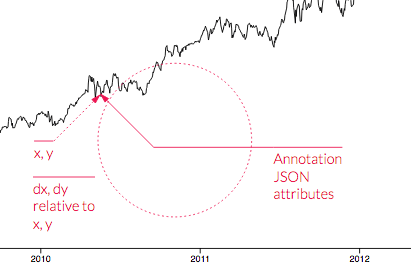 x, y
dx, dy
relative to
x, y
Annotation
JSON
attributes
2010
2011
2012